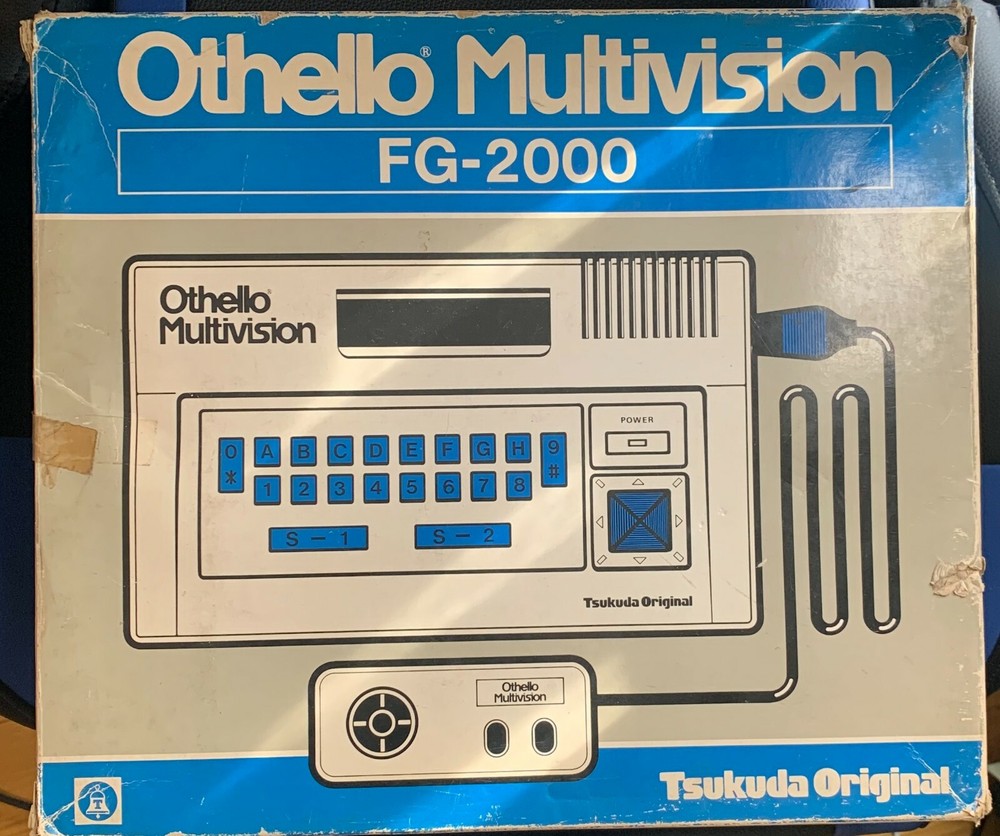 Othello® Multivision
FG-2000
Othello®
Multivision
POWER
0 A B C D E F G H 9
* 1 2 3 4 5 6 7 8 #
S — 1 S — 2
Tsukuda Original
Othello
Multivision
T
Tsukuda Original